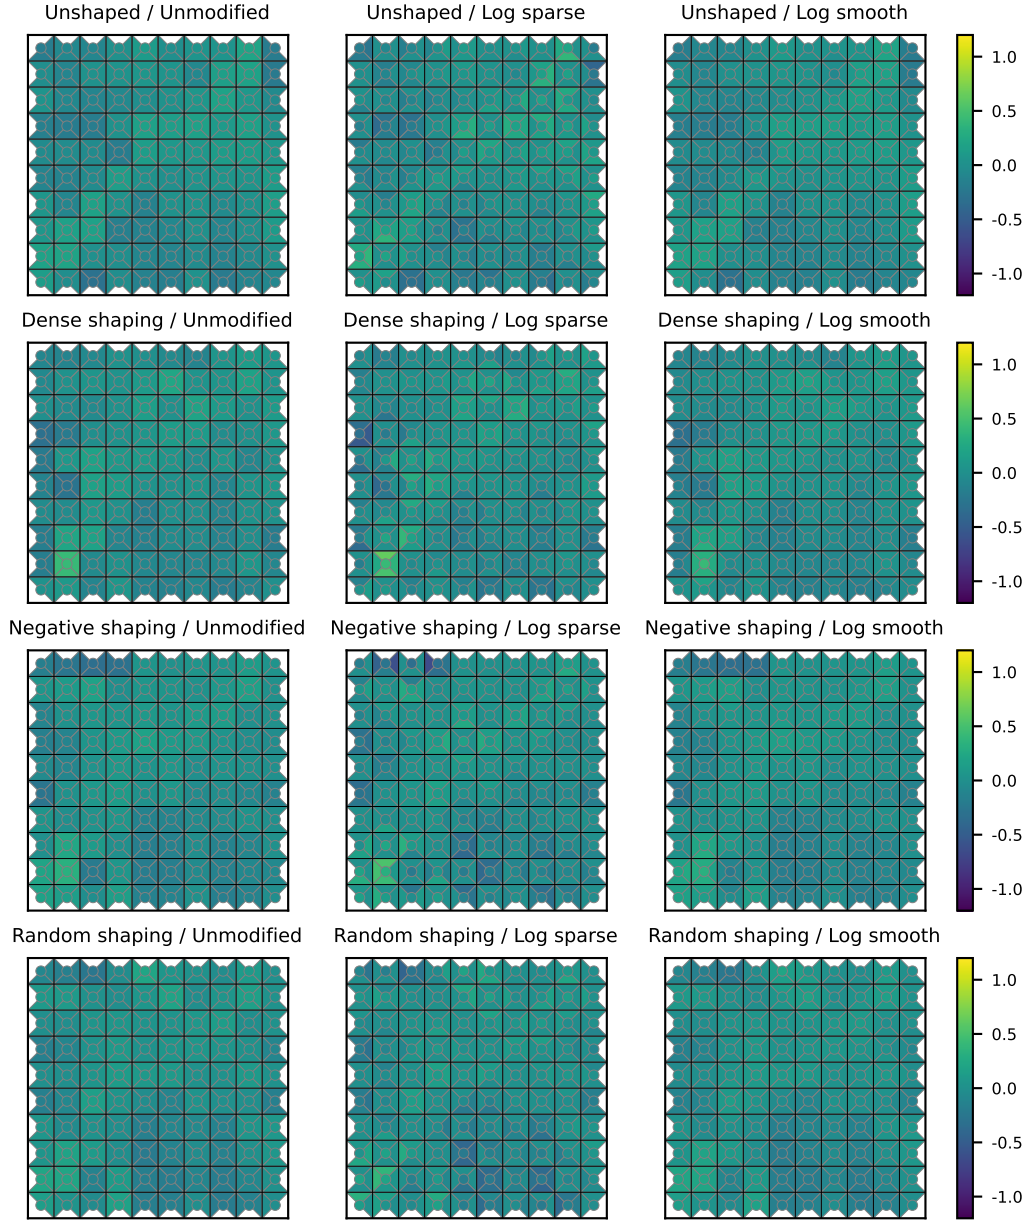 Unshaped / Unmodified
Unshaped / Log sparse
Unshaped / Log smooth
1.0
0.5
0.0
-0.5
-1.0
Dense shaping / Unmodified
Dense shaping / Log sparse
Dense shaping / Log smooth
1.0
0.5
0.0
-0.5
-1.0
Negative shaping / Unmodified
Negative shaping / Log sparse
Negative shaping / Log smooth
1.0
0.5
0.0
-0.5
-1.0
Random shaping / Unmodified
Random shaping / Log sparse
Random shaping / Log smooth
1.0
0.5
0.0
-0.5
-1.0